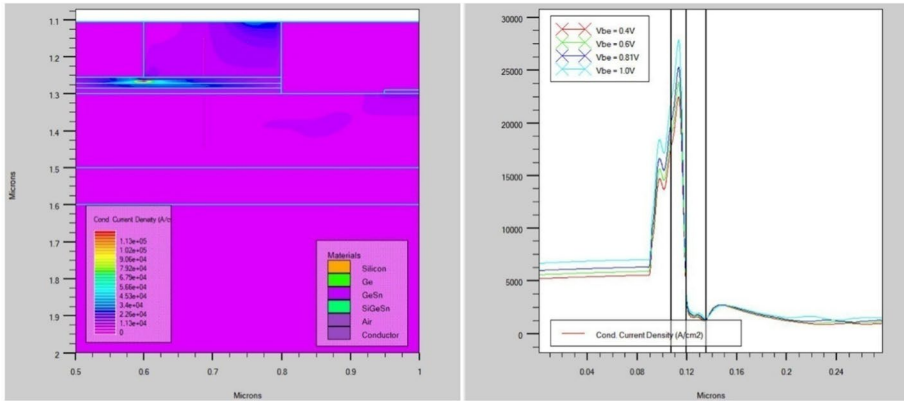 1.1
1.2
1.3
1.4
1.5
1.6
1.7
1.8
1.9
2
Microns
0.5
0.6
0.7
0.8
0.9
1
Microns
Cond. Current Density (A/c
1.13e+05
1.02e+05
9.06e+04
7.92e+04
6.79e+04
5.66e+04
4.53e+04
3.4e+04
2.26e+04
1.13e+04
0
Materials
Silicon
Ge
GeSn
SiGeSn
Air
Conductor
30000
25000
20000
15000
10000
5000
0
Vbe = 0.4V
Vbe = 0.6V
Vbe = 0.81V
Vbe = 1.0V
Cond. Current Density (A/cm2)
0.04
0.08
0.12
0.16
0.2
0.24
Microns